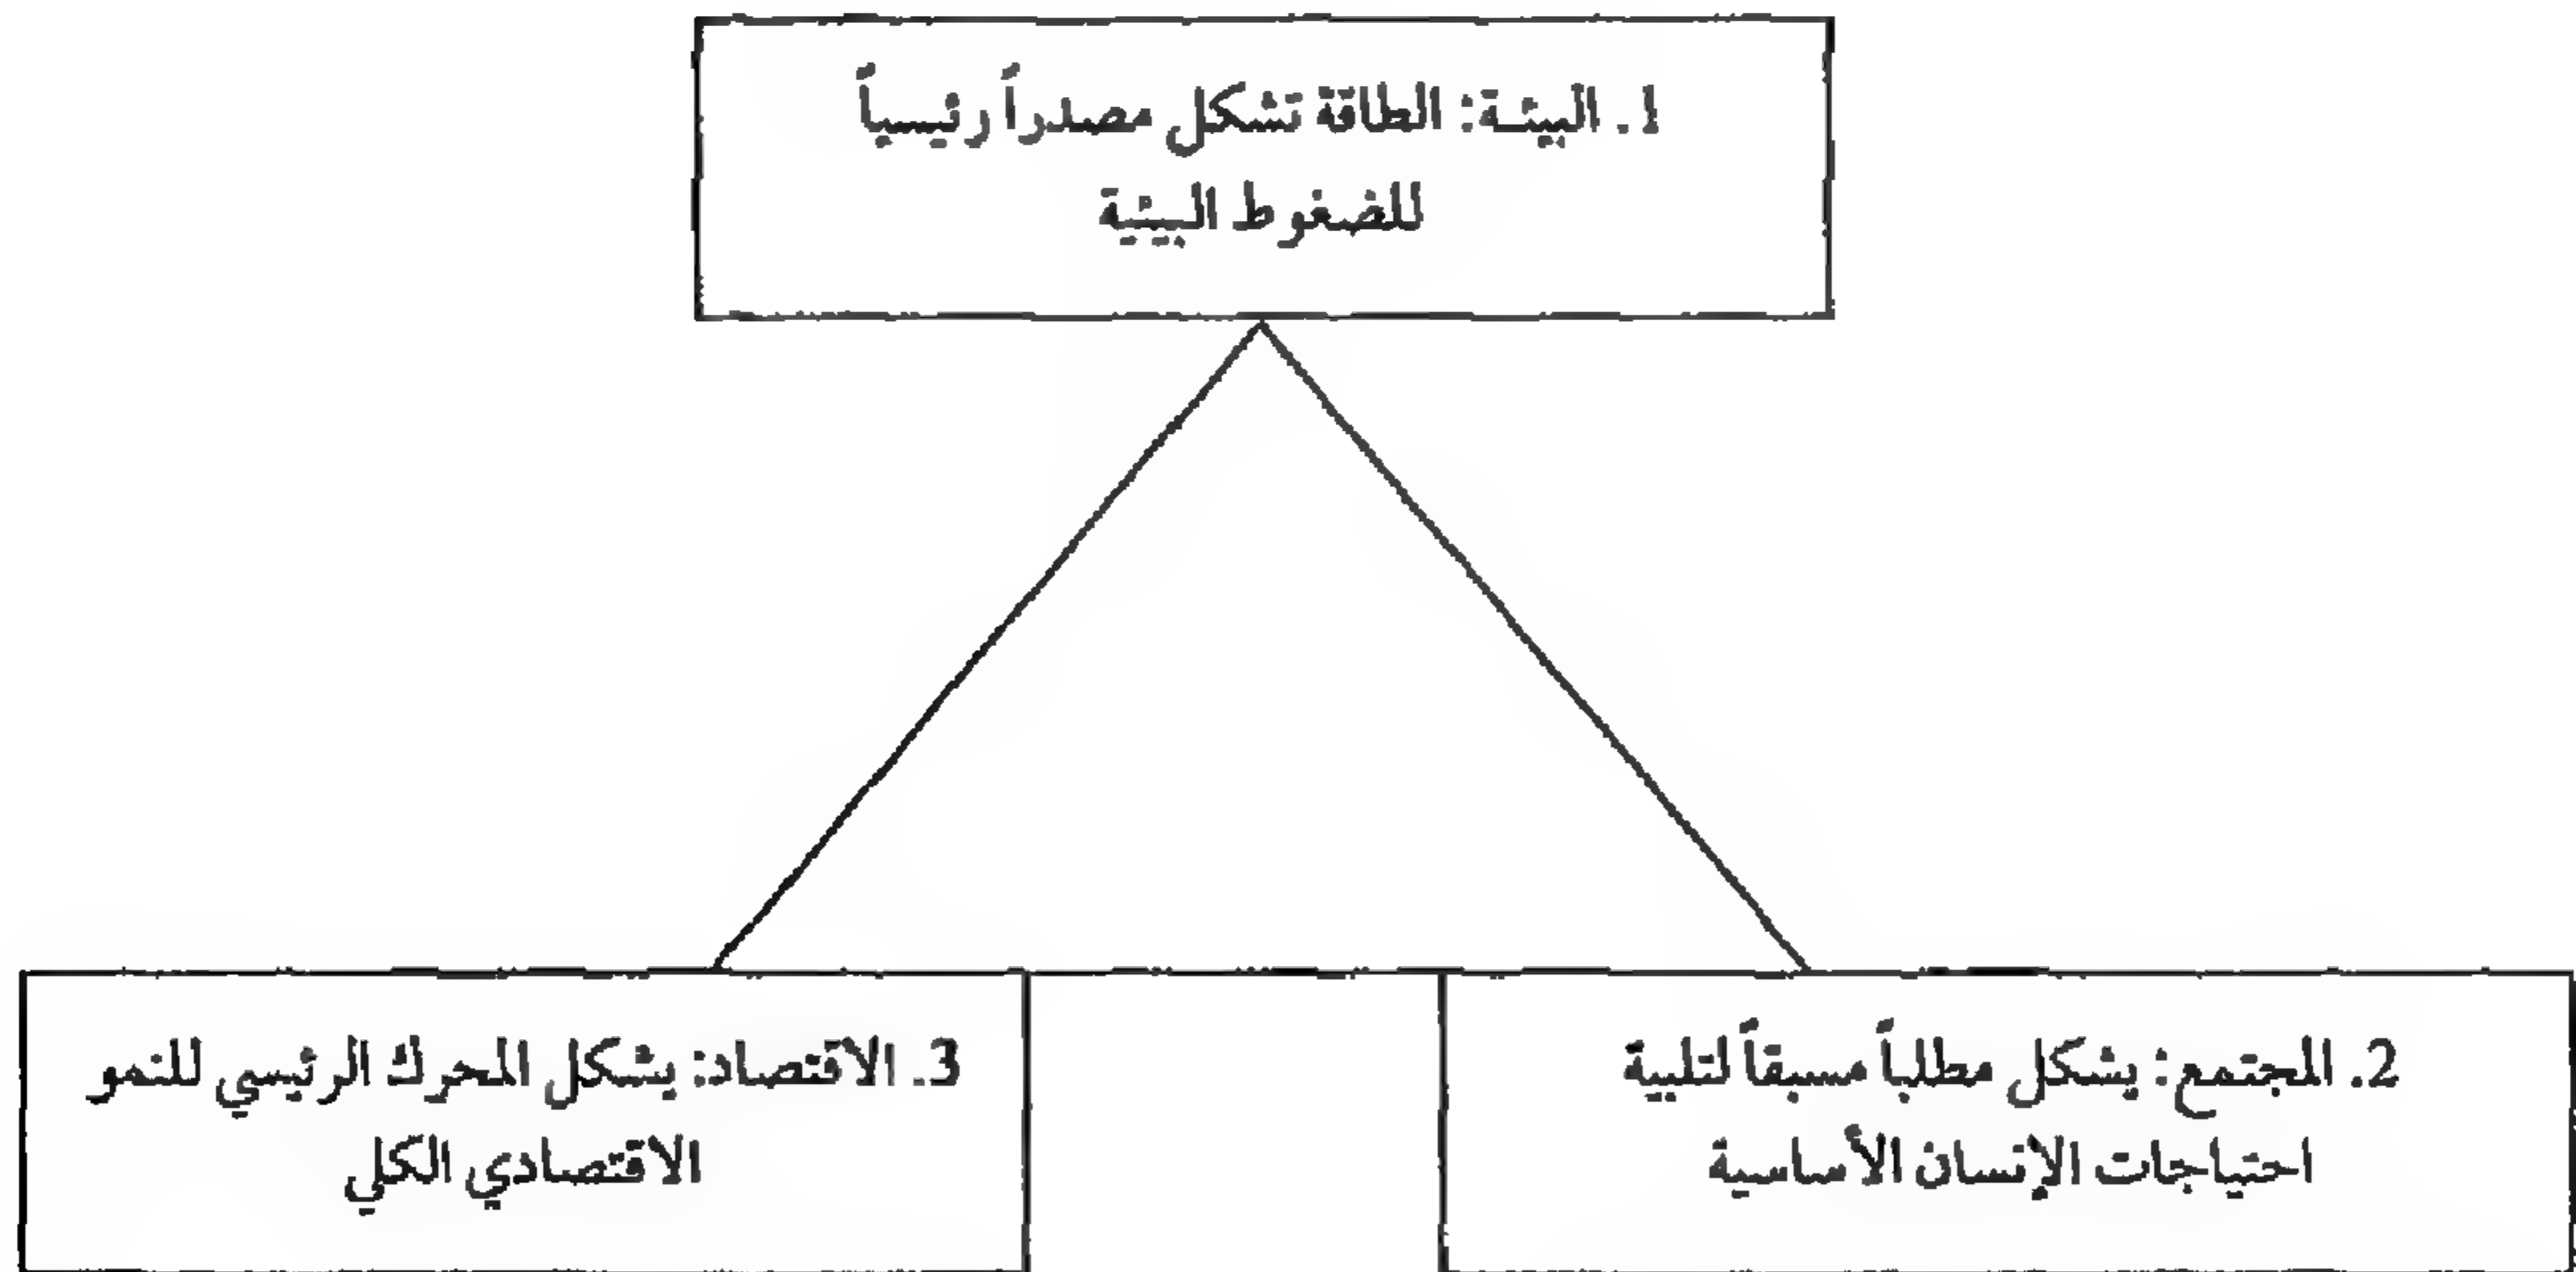 1. البيئة: الطاقة تشكل مصدراً رئيسياً
للضغوط البيئية
2. المجتمع: يشكل مطلباً مسبقاً لتلبية
احتياجات الإنسان الأساسية
3. الاقتصاد: يشكل المحرك الرئيسي للنمو
الاقتصادي الكلي